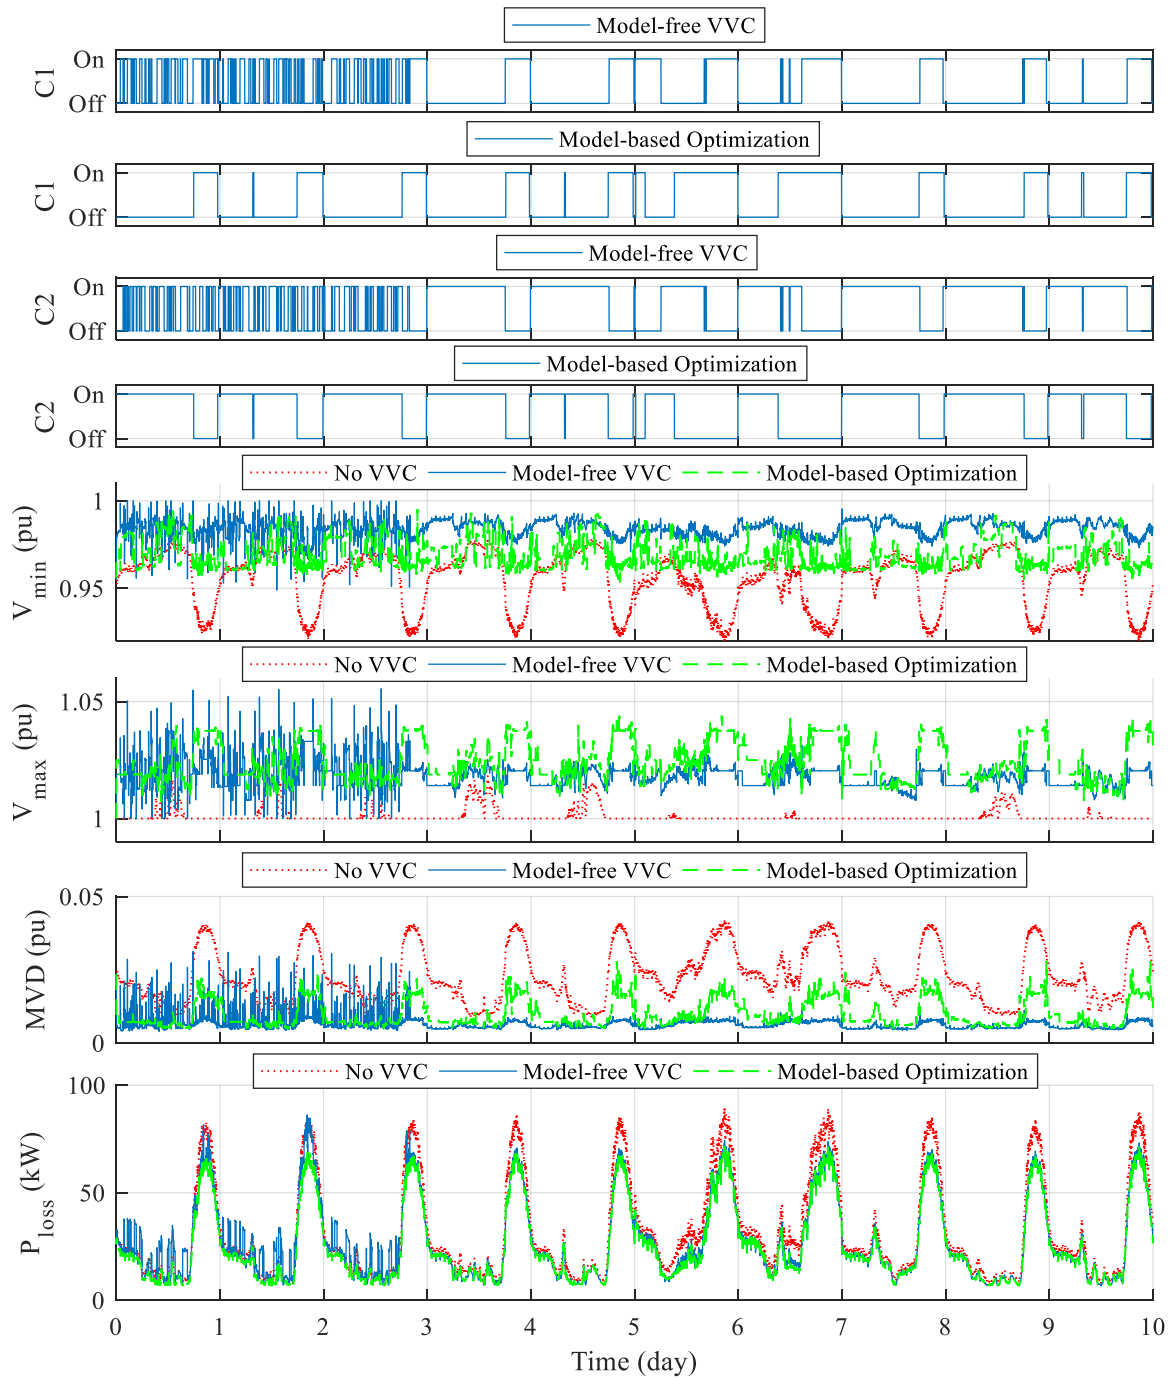 Model-free VVC
On
Off
C1
Model-based Optimization
On
Off
C1
Model-free VVC
On
Off
C2
Model-based Optimization
On
Off
C2
No VVC Model-free VVC Model-based Optimization
1
0.95
V min (pu)
No VVC Model-free VVC Model-based Optimization
1.05
1
V max (pu)
No VVC Model-free VVC Model-based Optimization
0.05
0
MVD (pu)
No VVC Model-free VVC Model-based Optimization
100
50
0
P loss (kW)
0 1 2 3 4 5 6 7 8 9 10
Time (day)